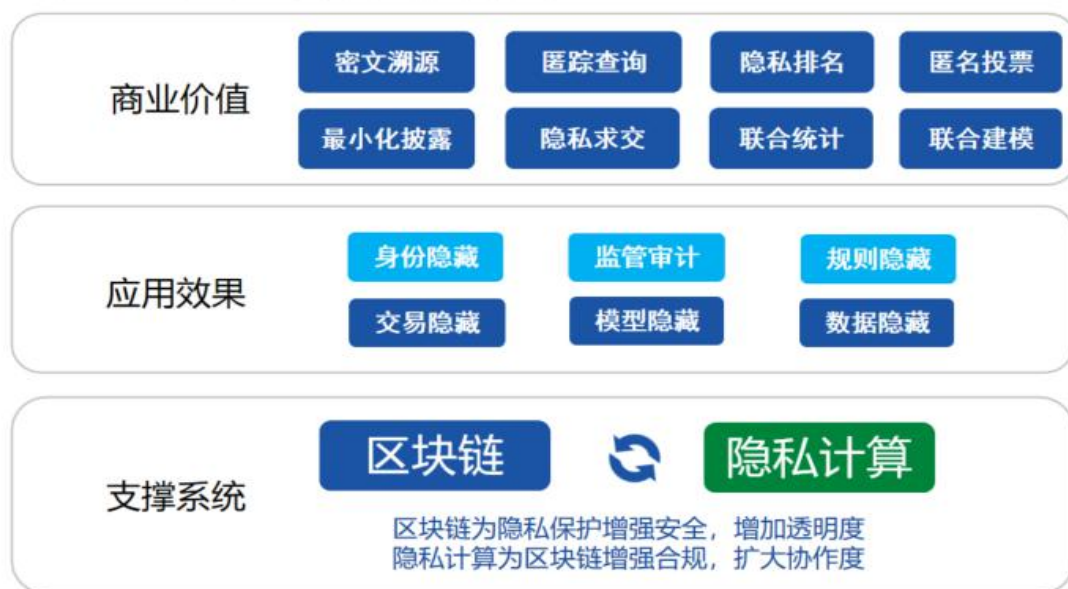 商业价值
密文溯源 匿踪查询 隐私排名 匿名投票
最小化披露 隐私求交 联合统计 联合建模
应用效果
身份隐藏 监管审计 规则隐藏
交易隐藏 模型隐藏 数据隐藏
支撑系统
区块链 隐私计算
区块链为隐私保护增强安全，增加透明度
隐私计算为区块链增强合规，扩大协作度